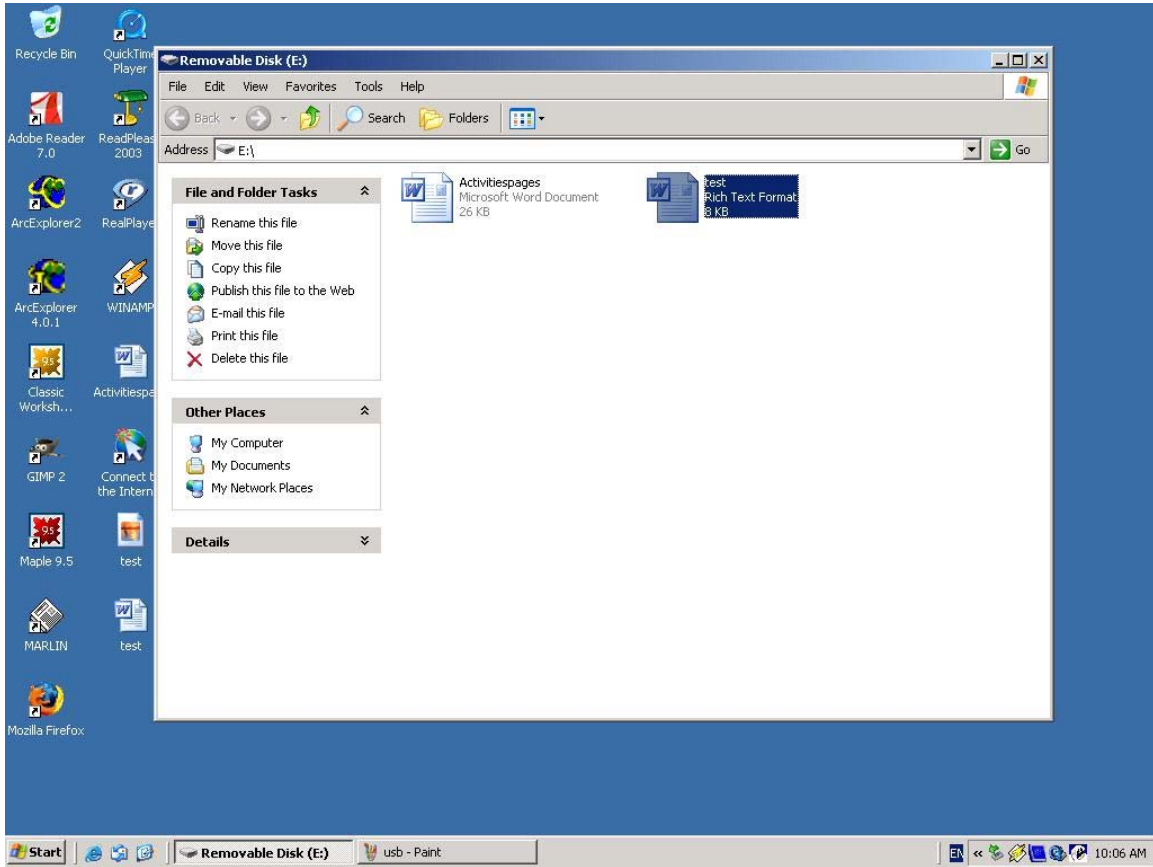 Recycle Bin
QuickTime
Player
Adobe Reader
7.0
ReadPleas
2003
ArcExplorer2
RealPlaye
ArcExplorer
4.0.1
WINAMP
Classic
Worksh...
Activitiespa
GIMP 2
Connect t
the Intern
Maple 9.5
test
MARLIN
test
Mozilla Firefox
Removable Disk (E:)
File Edit View Favorites Tools Help
Back Search Folders
Address E:\ Go
File and Folder Tasks
Rename this file
Move this file
Copy this file
Publish this file to the Web
E-mail this file
Print this file
Delete this file
Other Places
My Computer
My Documents
My Network Places
Details
Activitiespages
Microsoft Word Document
26 KB
test
Rich Text Format
8 KB
Start Removable Disk (E:) usb - Paint EN « 10:06 AM